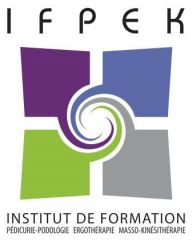 IFPEK
INSTITUT DE FORMATION
PÉDICURIE-PODOLOGIE ERGOTHÉRAPIE MASSO-KINÉSITHÉRAPIE